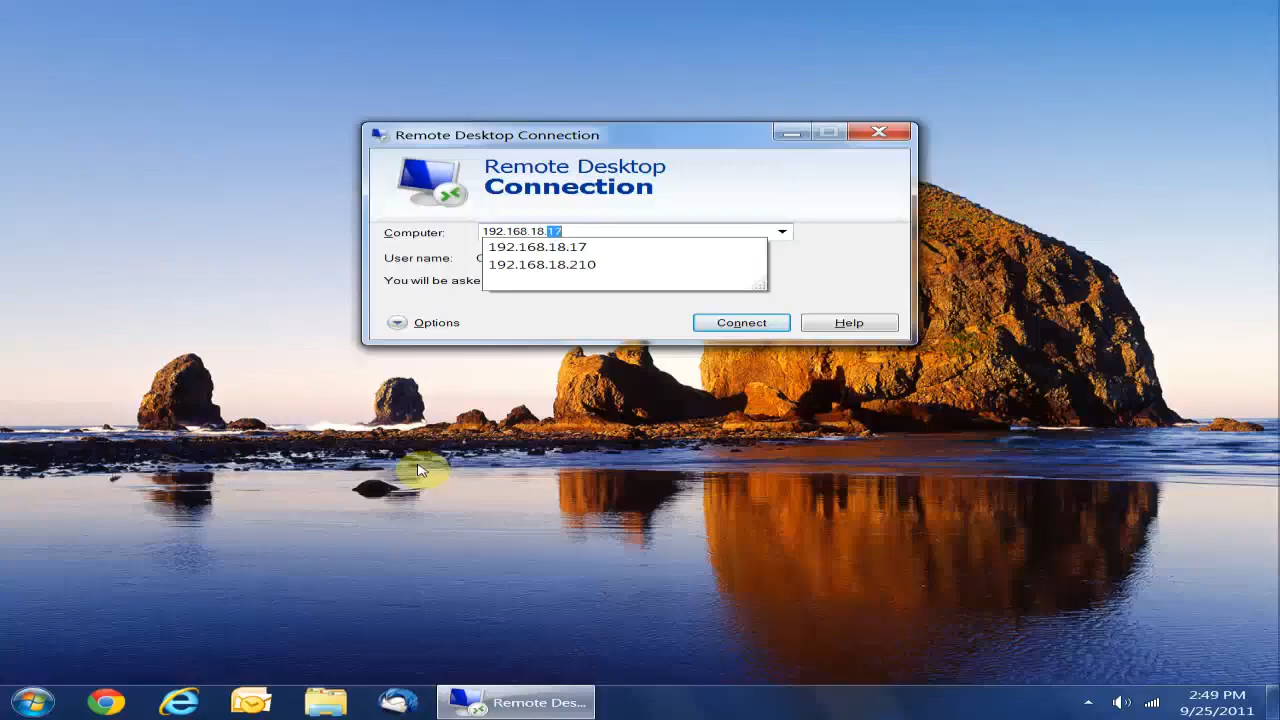 Remote Desktop Connection
Remote Desktop
Connection
Computer:
192.168.18.17
192.168.18.17
192.168.18.210
User name:
You will be aske
Options
Connect
Help
Remote Des...
2:49 PM
9/25/2011